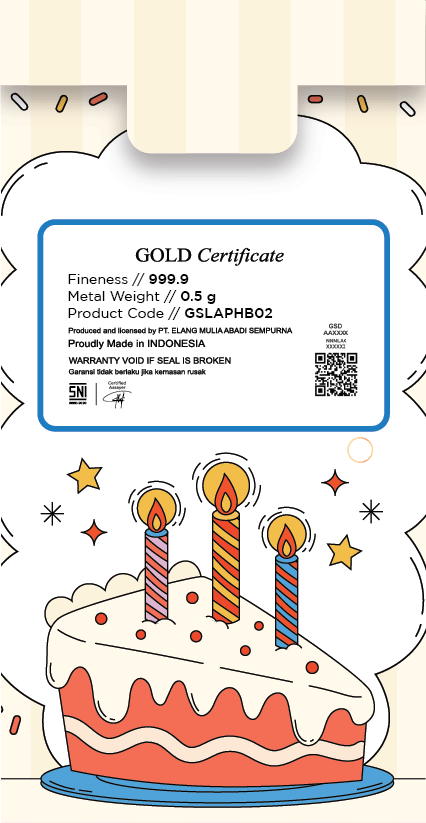 GOLD Certificate
Fineness // 999.9
Metal Weight // 0.5 g
Product Code // GSLAPHB02
Produced and licensed by PT. ELANG MULIA ABADI SEMPURNA
Proudly Made in INDONESIA
WARRANTY VOID IF SEAL IS BROKEN
Garansi tidak berlaku jika kemasan rusak
SNI
Certified
Assayer
GSD
AAXXXX
XXXXXX